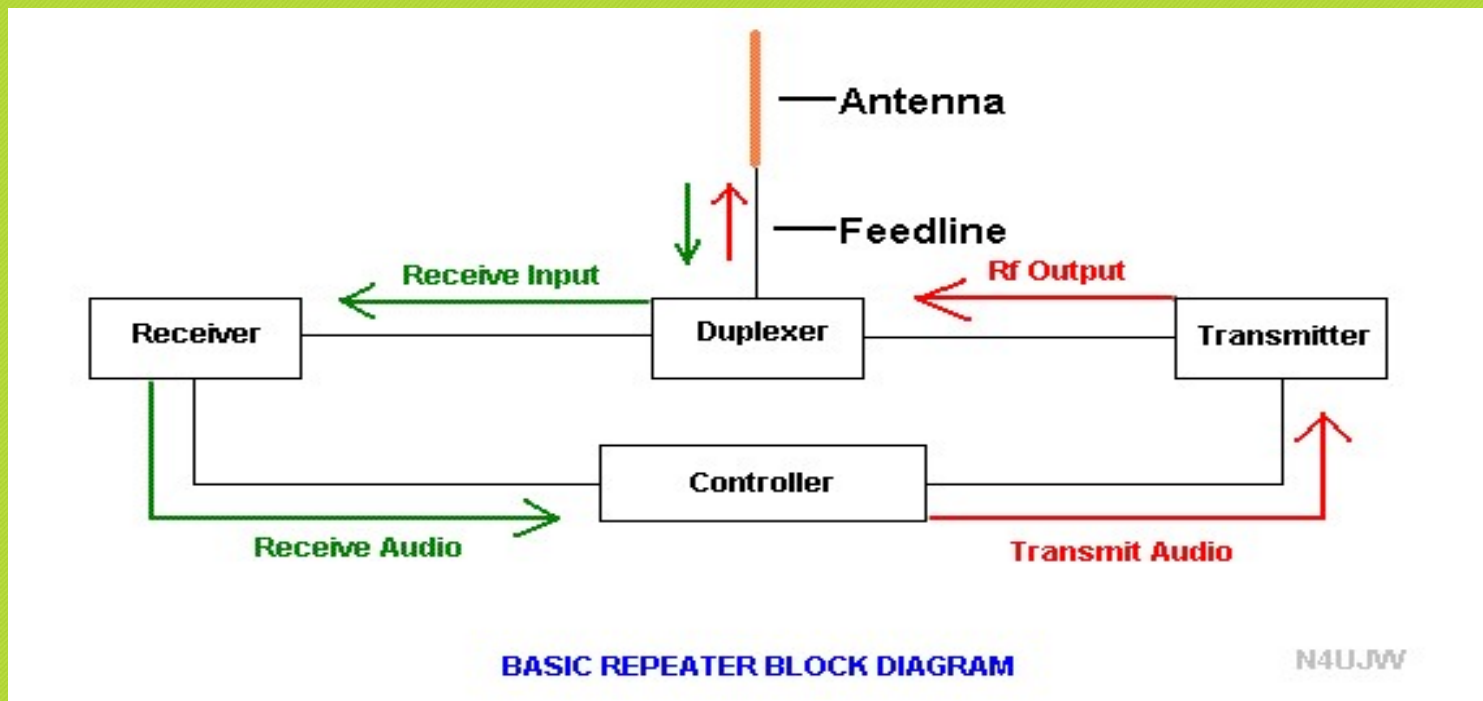 Antenna
Feedline
Receive Input
Rf Output
Receiver
Duplexer
Transmitter
Controller
Receive Audio
Transmit Audio
BASIC REPEATER BLOCK DIAGRAM
N4UJW